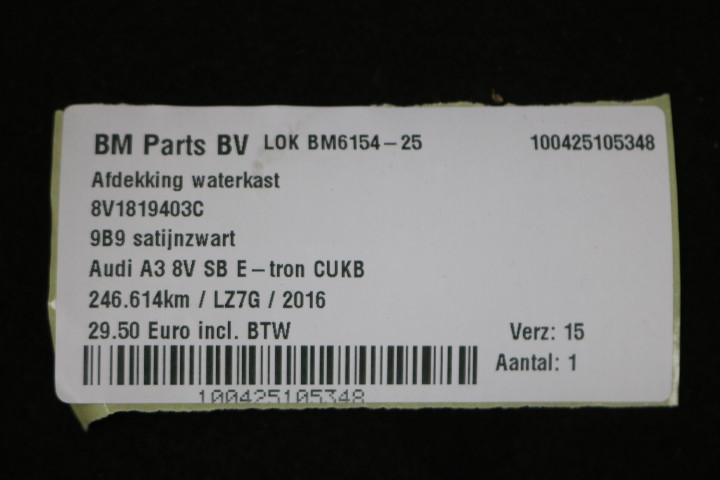 BM Parts BV LOK BM6154-25 100425105348
Afdekking waterkast
8V1819403C
9B9 satijnzwart
Audi A3 8V SB E-tron CUKB
246.614km / LZ7G / 2016
29.50 Euro incl. BTW Verz: 15
Aantal: 1
100425105348